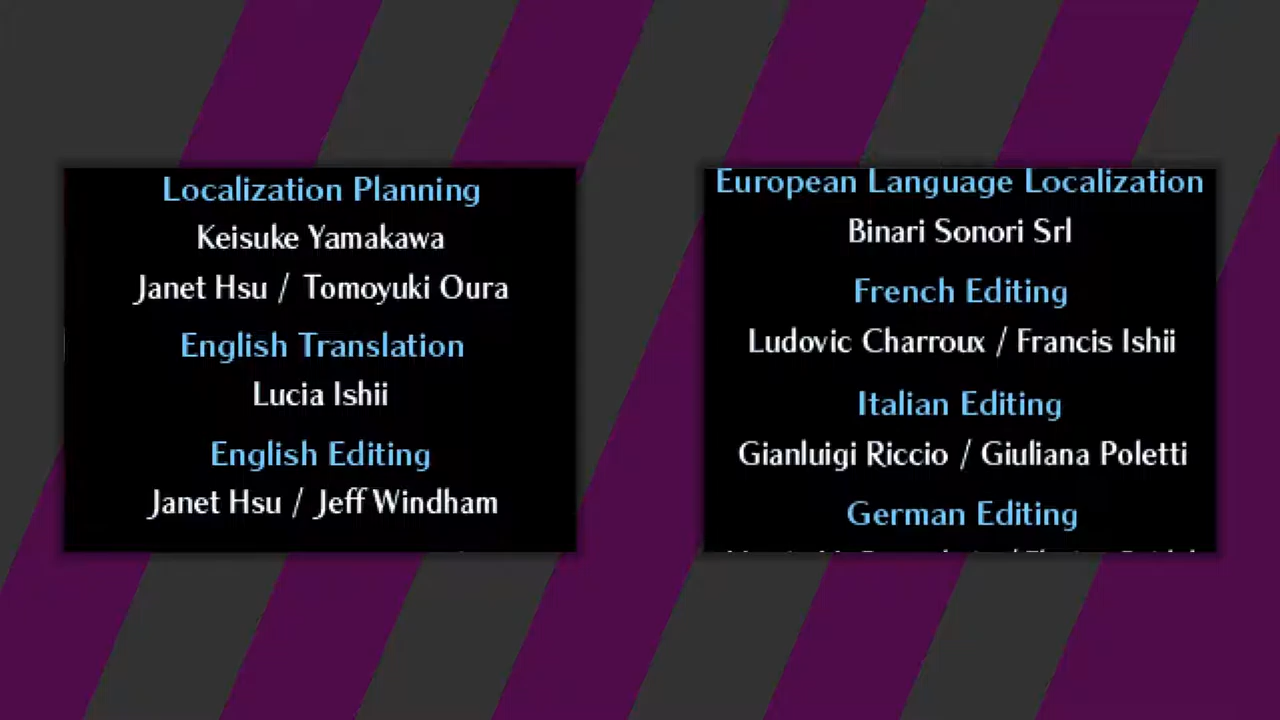 Localization Planning
Keisuke Yamakawa
Janet Hsu / Tomoyuki Oura
English Translation
Lucia Ishii
English Editing
Janet Hsu / Jeff Windham
European Language Localization
Binari Sonori Srl
French Editing
Ludovic Charroux / Francis Ishii
Italian Editing
Gianluigi Riccio / Giuliana Poletti
German Editing